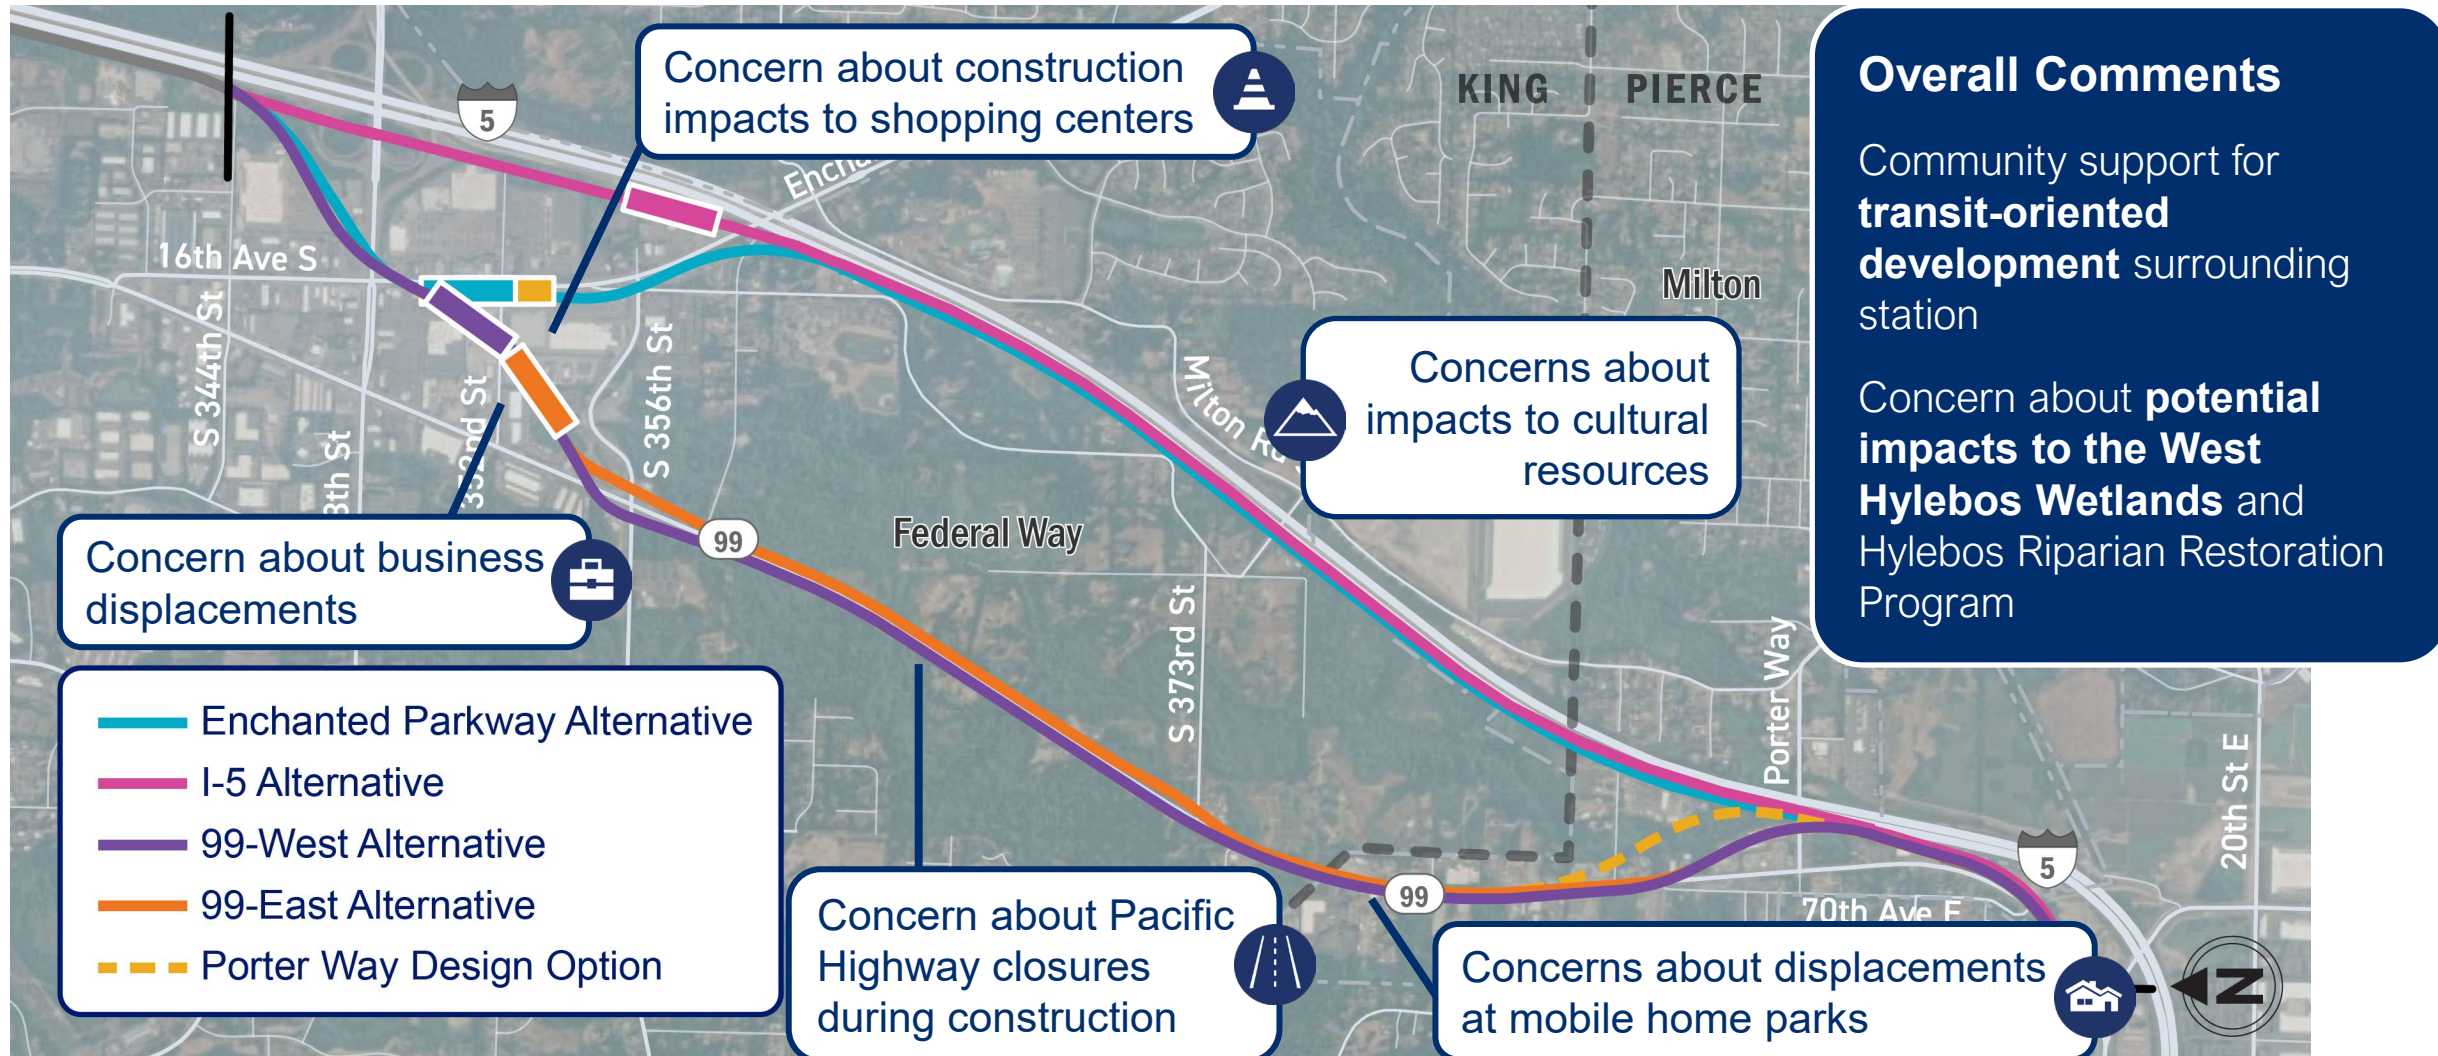 Concern about construction
impacts to shopping centers
KING
PIERCE
5
16th Ave S
S 344th St
8th St
352nd St
S 356th St
Milton
Federal Way
99
S 373rd St
Concerns about
impacts to cultural
resources
Concern about business
displacements
Enchanted Parkway Alternative
I-5 Alternative
99-West Alternative
99-East Alternative
Porter Way Design Option
Concern about Pacific
Highway closures
during construction
99
Porter Way
70th Ave E
5
20th St E
Concerns about displacements
at mobile home parks
N
Overall Comments
Community support for
transit-oriented
development surrounding
station
Concern about potential
impacts to the West
Hylebos Wetlands and
Hylebos Riparian Restoration
Program